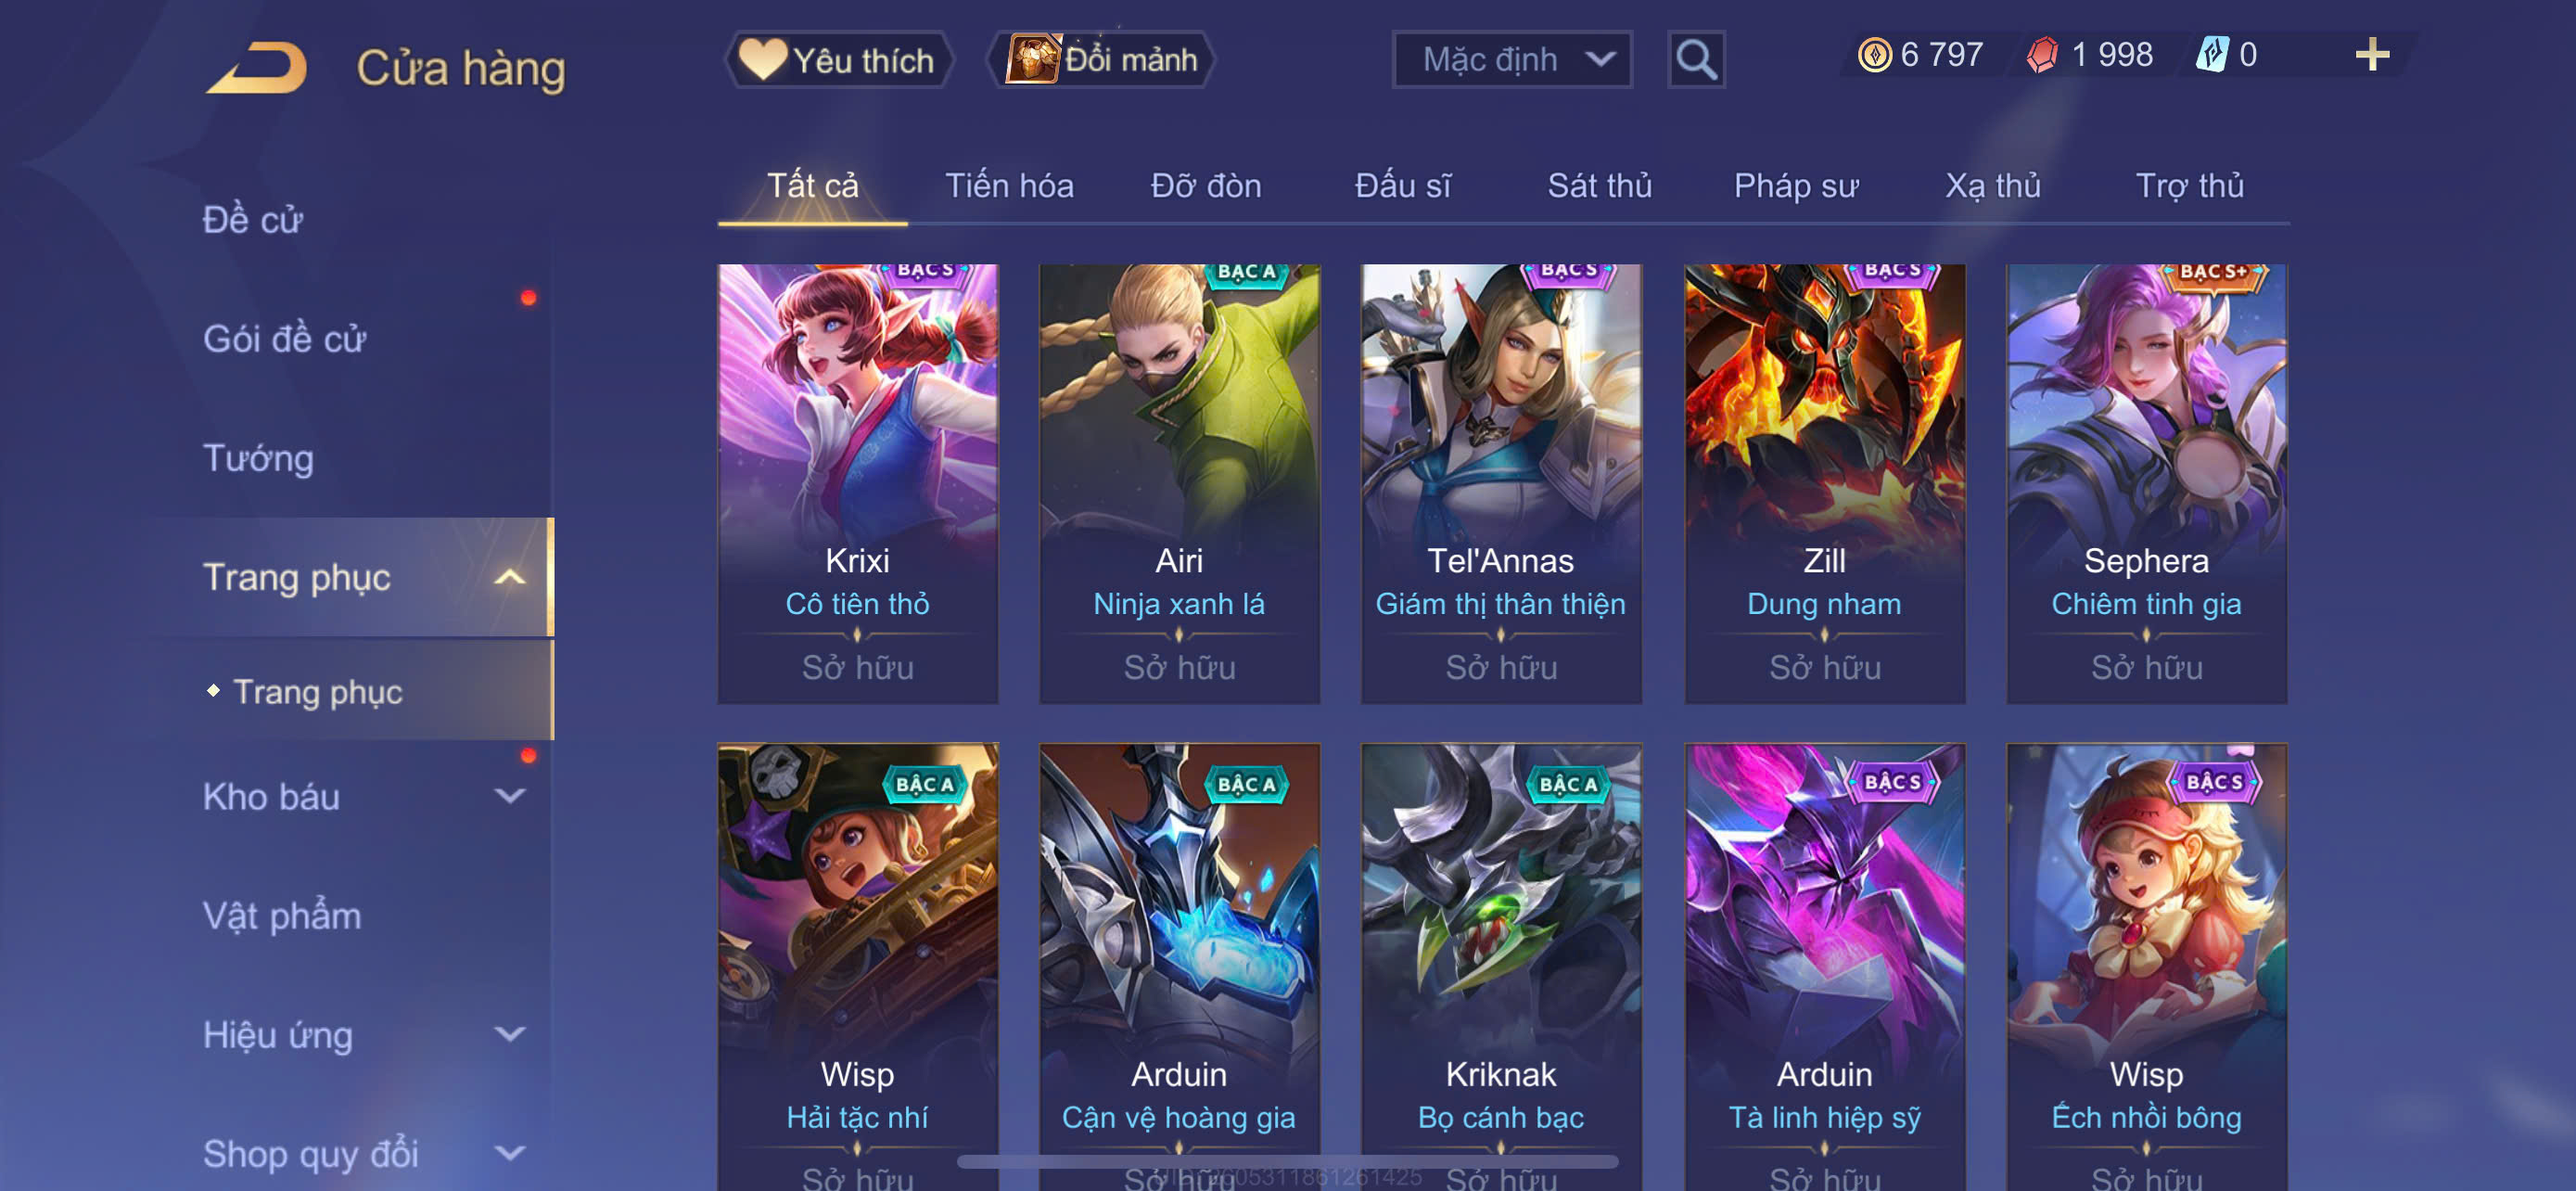 Cửa hàng
Yêu thích
Đổi mảnh
Mặc định
6 797
1 998
0
Tất cả
Tiến hóa
Đỡ đòn
Đấu sĩ
Sát thủ
Pháp sư
Xạ thủ
Trợ thủ
Đề cử
Gói đề cử
Tướng
Trang phục
Trang phục
Kho báu
Vật phẩm
Hiệu ứng
Shop quy đổi
BẬC S
Krixi
Cô tiên thỏ
Sở hữu
BẬC A
Airi
Ninja xanh lá
Sở hữu
BẬC S
Tel'Annas
Giám thị thân thiện
Sở hữu
BẬC S
Zill
Dung nham
Sở hữu
BẬC S+
Sephera
Chiêm tinh gia
Sở hữu
BẬC A
Wisp
Hải tặc nhí
Sở hữu
BẬC A
Arduin
Cận vệ hoàng gia
Sở hữu
BẬC A
Kriknak
Bọ cánh bạc
Sở hữu
BẬC S
Arduin
Tà linh hiệp sỹ
Sở hữu
BẬC S
Wisp
Ếch nhồi bông
Sở hữu